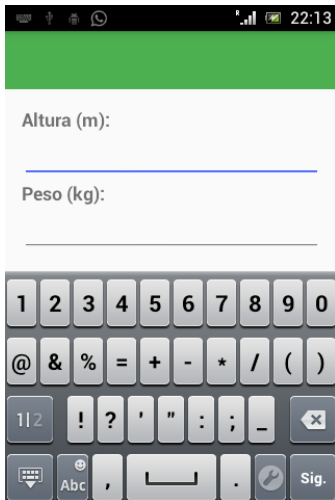 R 22:13
Altura (m):
Peso (kg):
1 2 3 4 5 6 7 8 9 0
@ & % = + - * / ( )
1|2 ! ? ' " : ; _
Abc , . Sig.